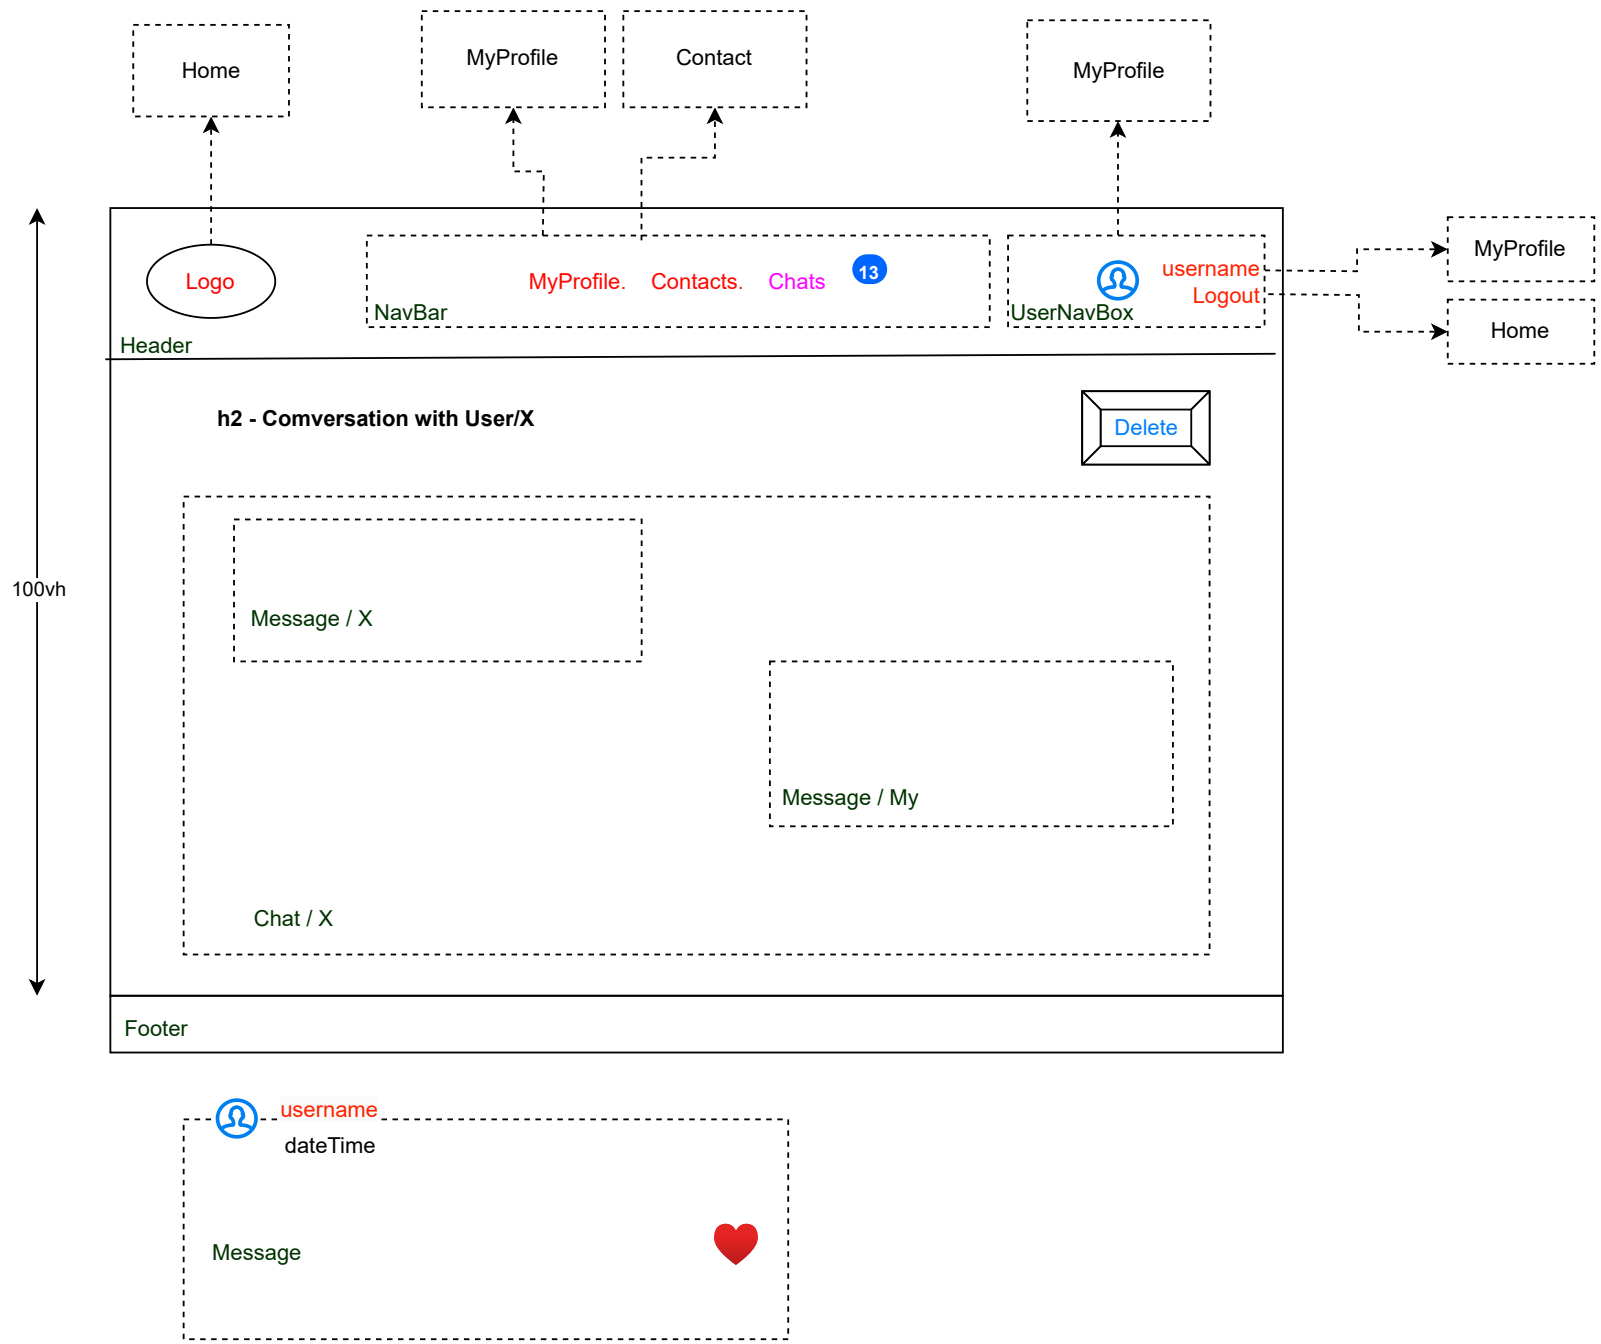 Home
MyProfile
Contact
MyProfile
Logo
MyProfile.
Contacts.
Chats
13
NavBar
username
Logout
UserNavBox
MyProfile
Home
Header
h2 - Comversation with User/X
Delete
100vh
Message / X
Message / My
Chat / X
Footer
username
dateTime
Message